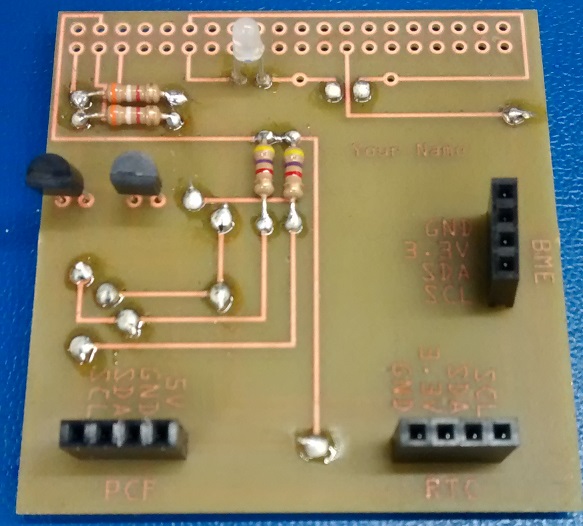 Your Name
GND
3.3V
SDA
SCL
BME
SCL
SDA
GND
5V
PCF
GND
3.3V
SDA
SCL
RTC